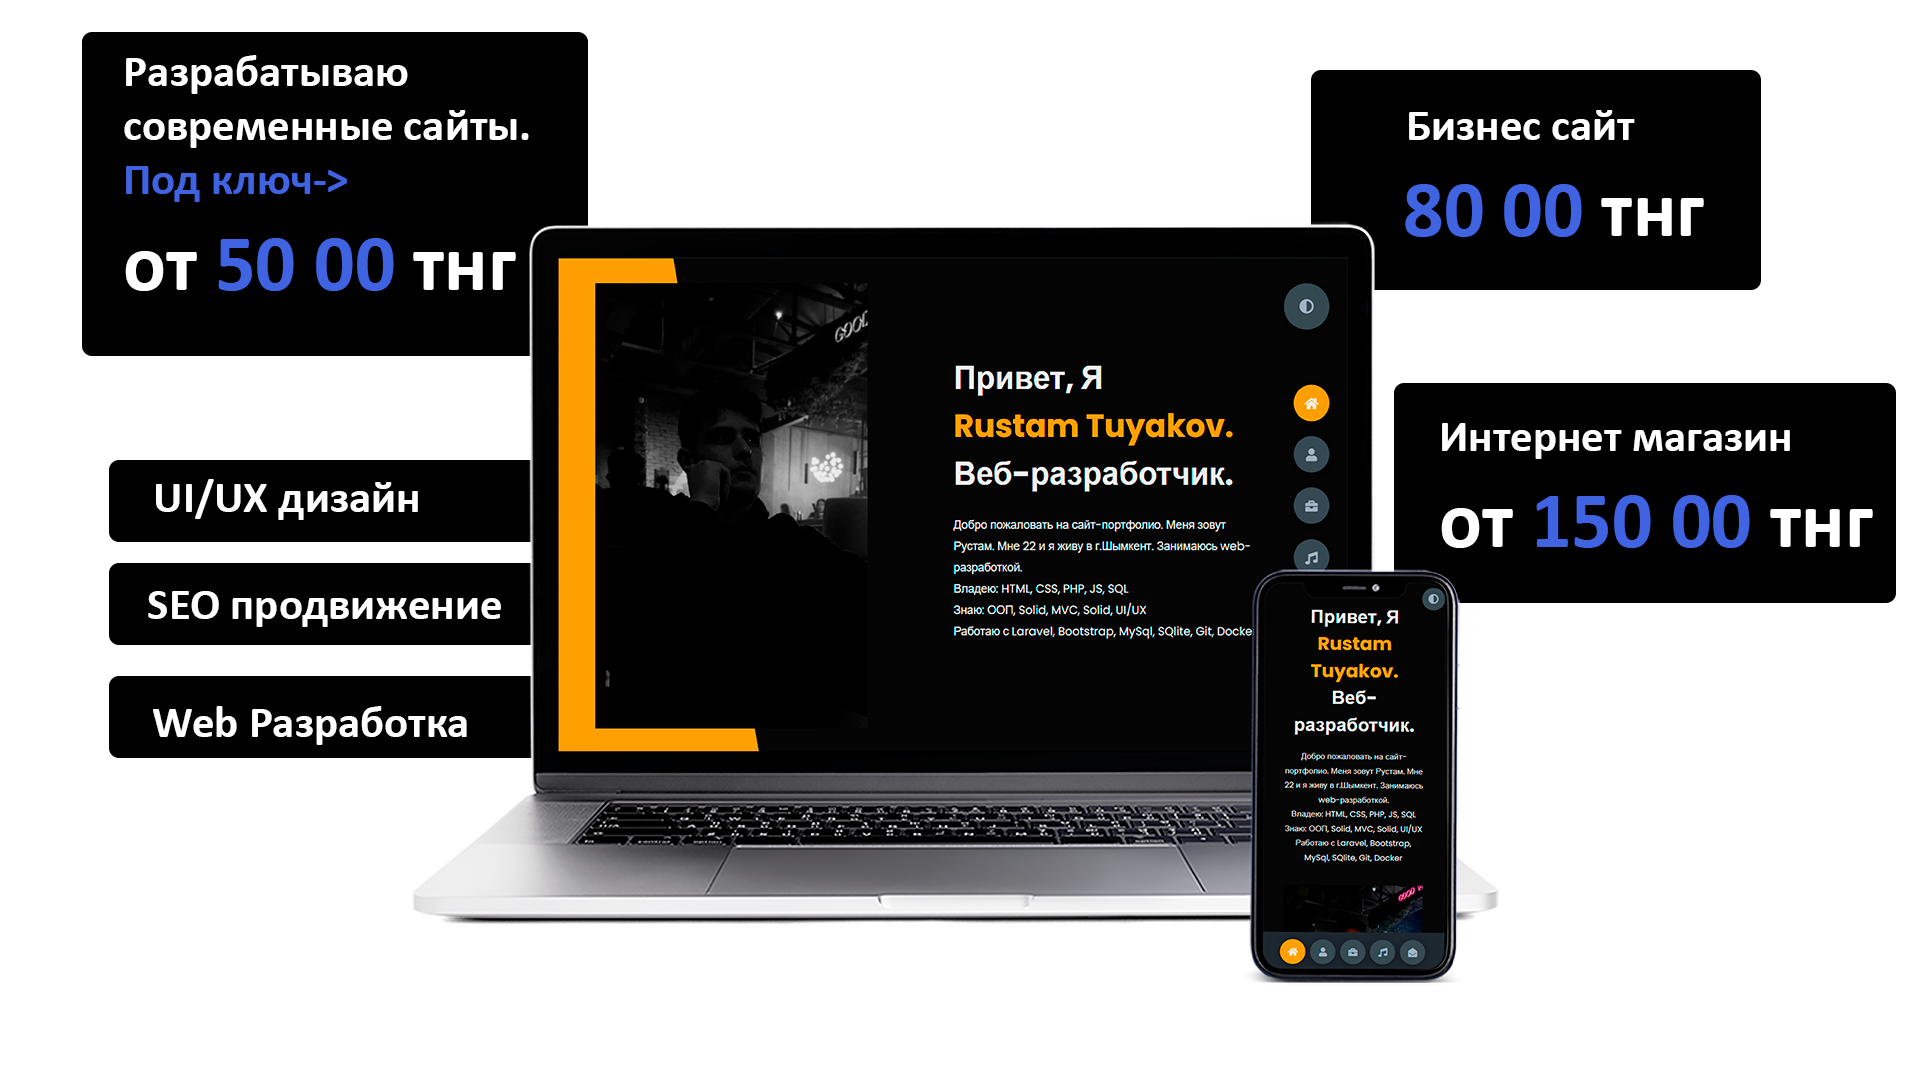 Разрабатываю
современные сайты.
Под ключ->
от 50 00 тнг
UI/UX дизайн
SEO продвижение
Web Разработка
Бизнес сайт
80 00 тнг
Интернет магазин
от 150 00 тнг
Привет, Я
Rustam Tuyakov.
Веб-разработчик.
Добро пожаловать на сайт-портфолио. Меня зовут
Рустам. Мне 22 и я живу в г.Шымкент. Занимаюсь web-
разработкой.
Владею: HTML, CSS, PHP, JS, SQL
Знаю: ООП, Solid, MVC, Solid, UI/UX
Работаю с Laravel, Bootstrap, MySql, SQlite, Git, Docke
Привет, Я
Rustam
Tuyakov.
Веб-
разработчик.
Добро пожаловать на сайт-
портфолио. Меня зовут Рустам. Мне
22 и я живу в г.Шымкент. Занимаюсь
web-разработкой.
Владею: HTML, CSS, PHP, JS, SQL
Знаю: ООП, Solid, MVC, Solid, UI/UX
Работаю с Laravel, Bootstrap,
MySql, SQlite, Git, Docker
GOOD